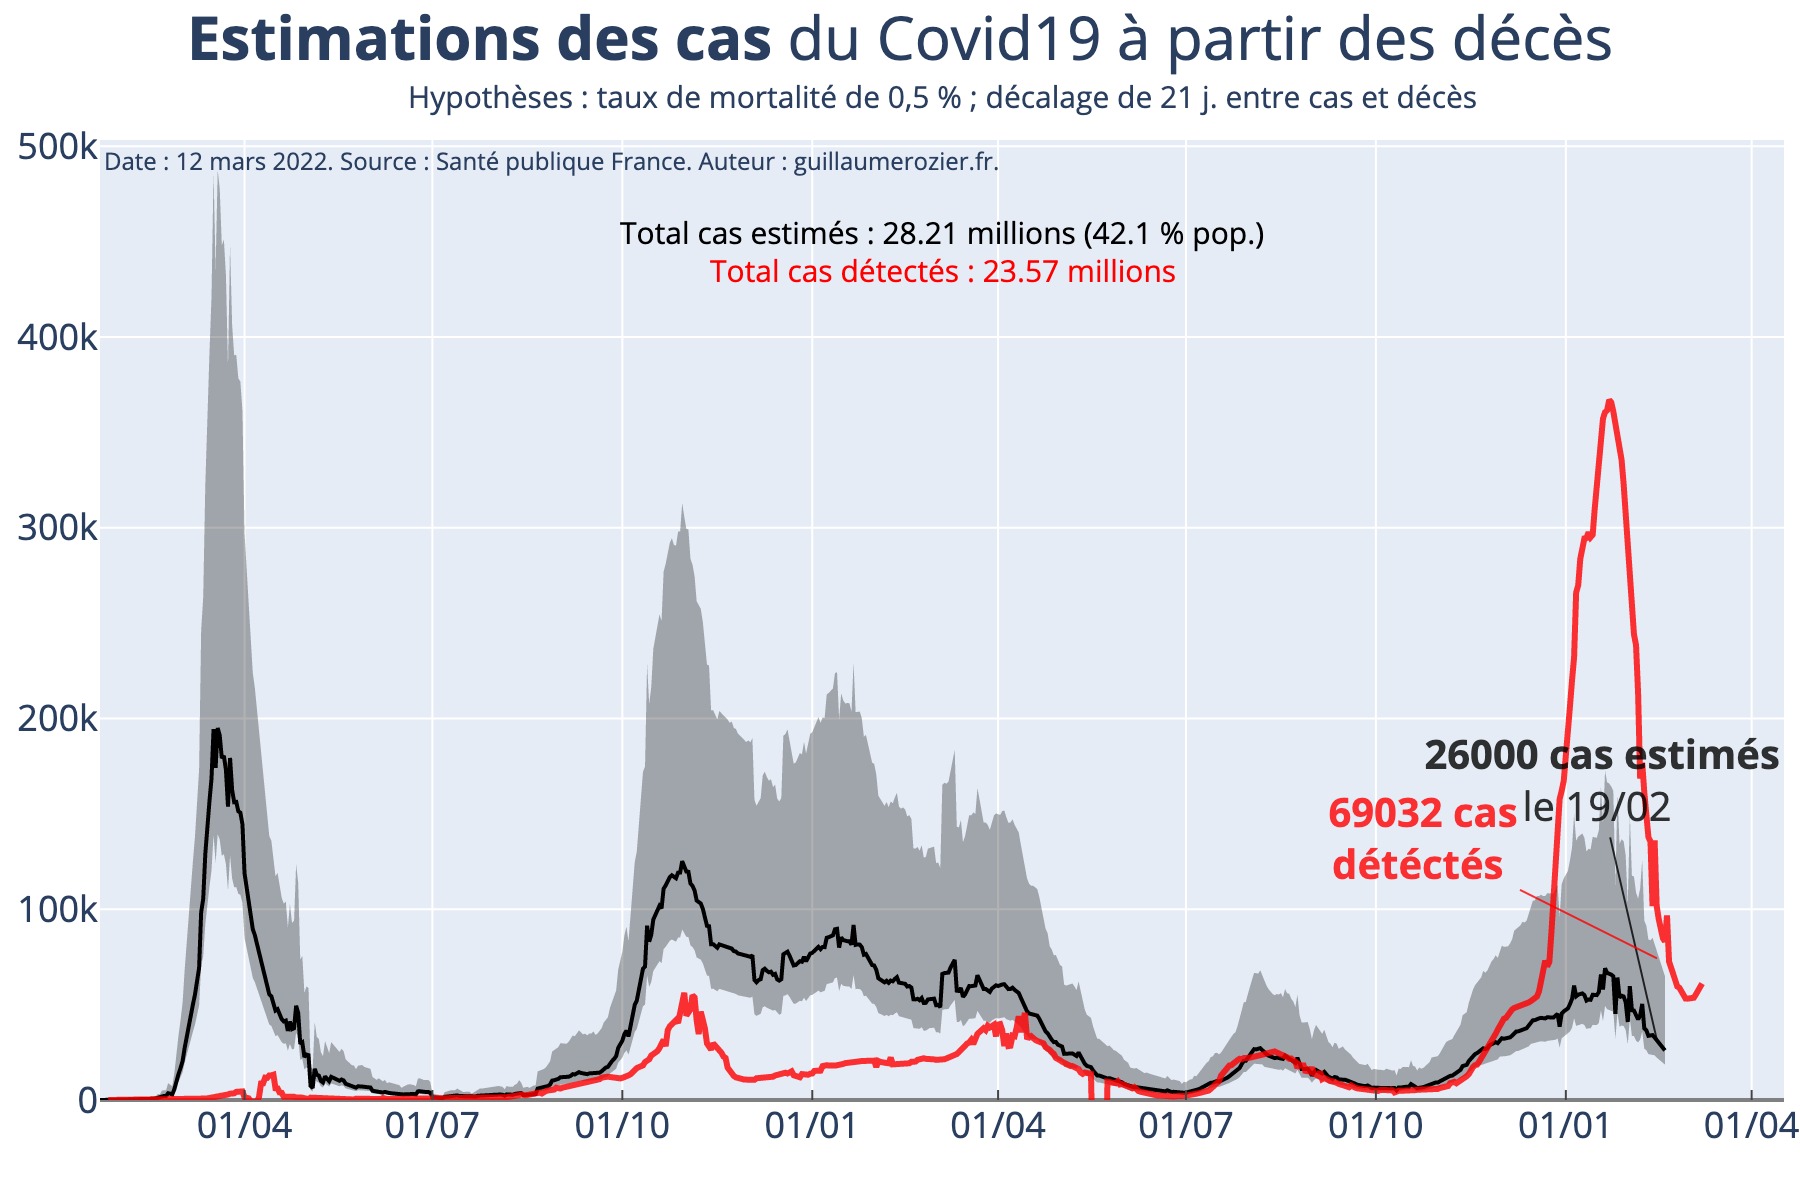 Estimations des cas du Covid19 à partir des décès
Hypothèses : taux de mortalité de 0,5 % ; décalage de 21 j. entre cas et décès
500k
Date : 12 mars 2022. Source : Santé publique France. Auteur : guillaumerozier.fr.
Total cas estimés : 28.21 millions (42.1 % pop.)
Total cas détectés : 23.57 millions
400k
300k
200k
26000 cas estimés
le 19/02
69032 cas
détéctés
100k
0
01/04 01/07 01/10 01/01 01/04 01/07 01/10 01/01 01/04